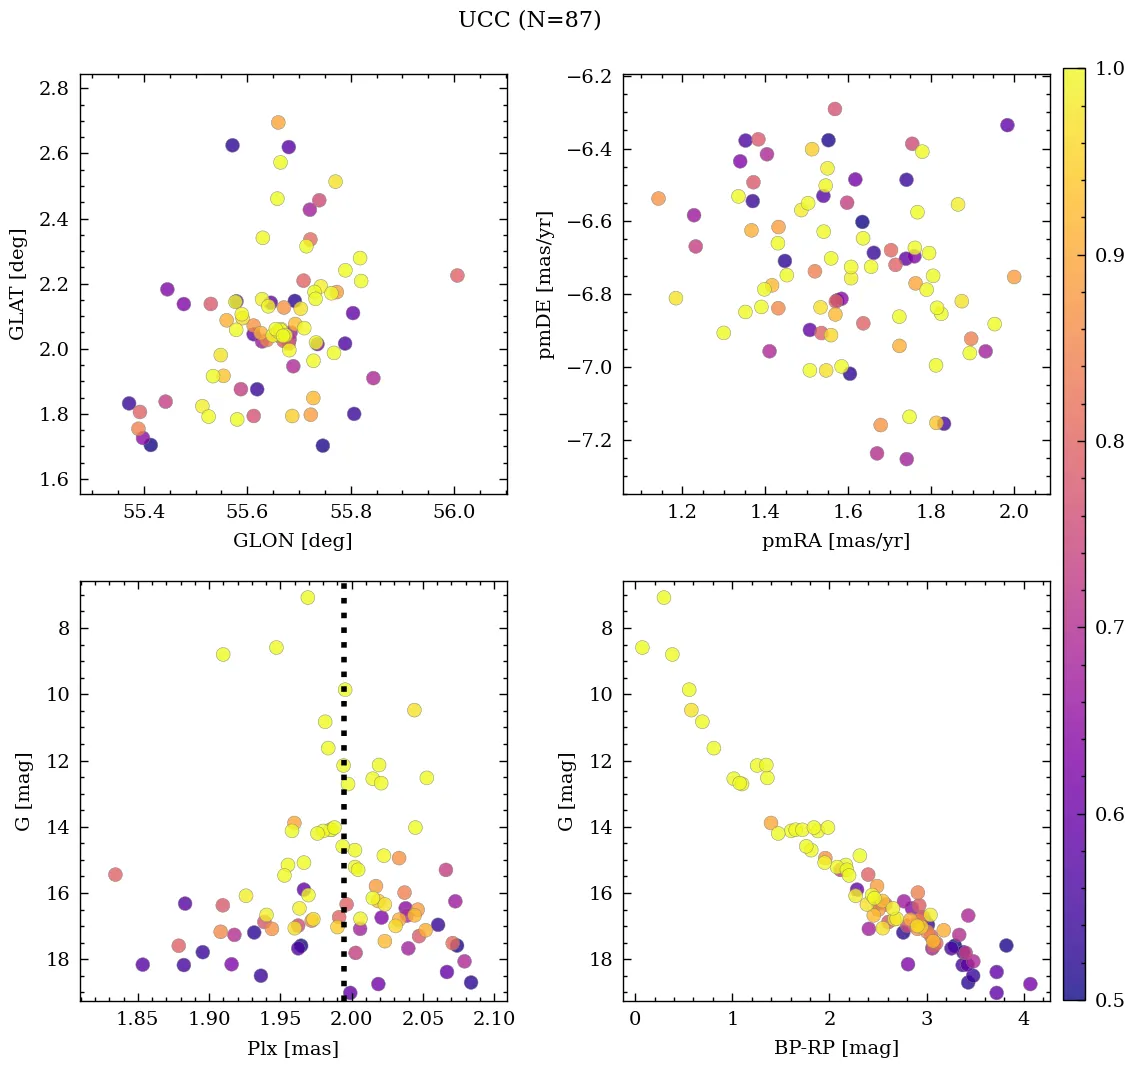 UCC (N=87)
2.8
2.6
2.4
2.2
2.0
1.8
1.6
GLAT [deg]
55.4 55.6 55.8 56.0
GLON [deg]
−6.2
−6.4
−6.6
−6.8
−7.0
−7.2
pmDE [mas/yr]
1.2 1.4 1.6 1.8 2.0
pmRA [mas/yr]
8
10
12
14
16
18
G [mag]
1.85 1.90 1.95 2.00 2.05 2.10
Plx [mas]
8
10
12
14
16
18
G [mag]
0 1 2 3 4
BP-RP [mag]
1.0
0.9
0.8
0.7
0.6
0.5